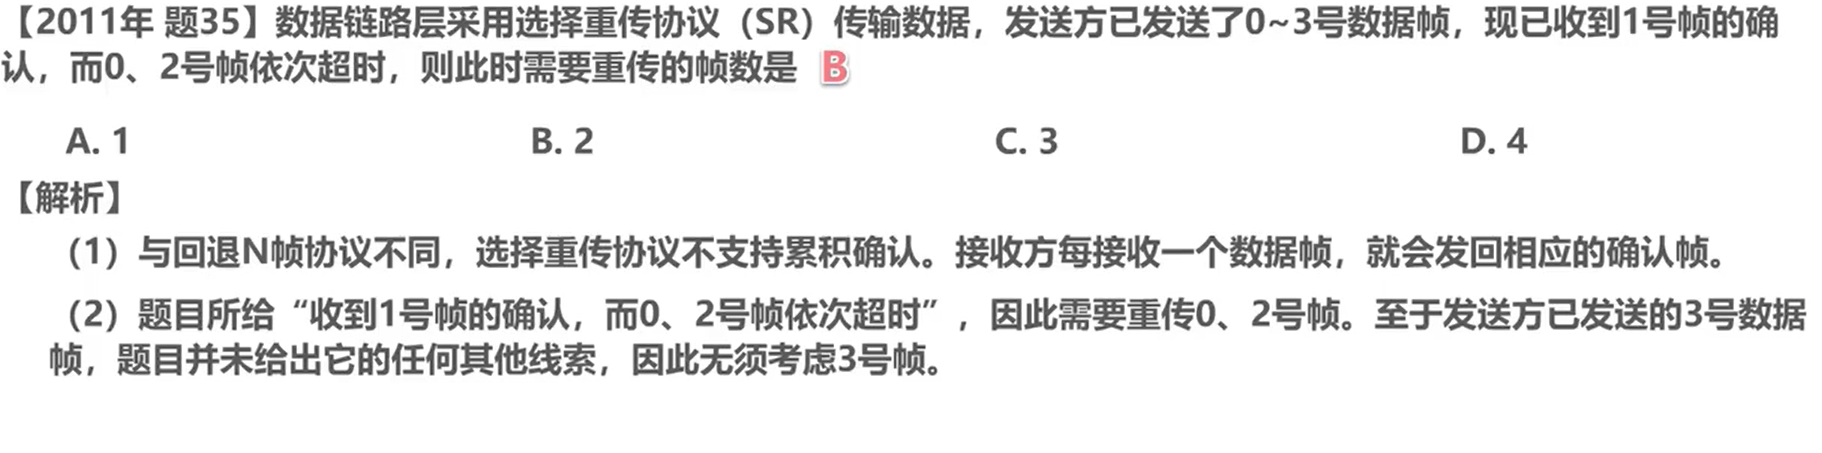 【2011年 题35】数据链路层采用选择重传协议（SR）传输数据，发送方已发送了0~3号数据帧，现已收到1号帧的确
认，而0、2号帧依次超时，则此时需要重传的帧数是 B
A. 1 B. 2 C. 3 D. 4
【解析】
（1）与回退N帧协议不同，选择重传协议不支持累积确认。接收方每接收一个数据帧，就会发回相应的确认帧。
（2）题目所给“收到1号帧的确认，而0、2号帧依次超时”，因此需要重传0、2号帧。至于发送方已发送的3号数据
帧，题目并未给出它的任何其他线索，因此无须考虑3号帧。